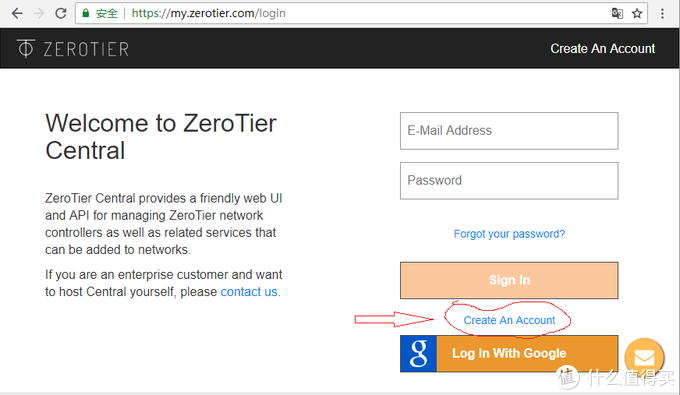 安全 https://my.zerotier.com/login
ZEROTIER
Create An Account
Welcome to ZeroTier
Central
ZeroTier Central provides a friendly web UI
and API for managing ZeroTier network
controllers as well as related services that
can be added to networks.
If you are an enterprise customer and want
to host Central yourself, please contact us.
E-Mail Address
Password
Forgot your password?
Sign In
Create An Account
g Log In With Google
值 什么值得买